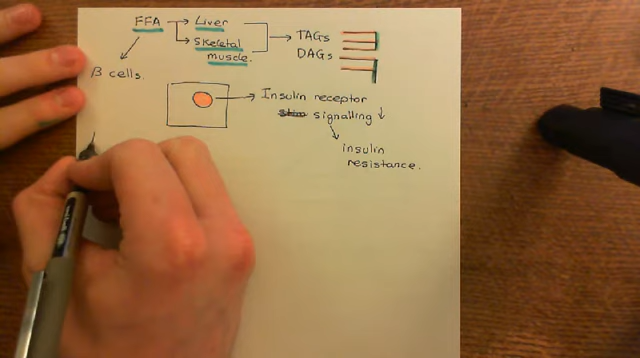 FFA → Liver
→ Skeletal
muscle.
→ TAGs
DAGs
β cells.
→ Insulin receptor
signalling ↓
insulin
resistance.